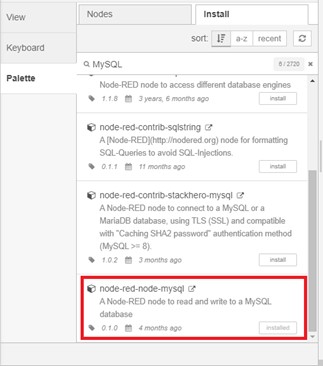 View
Keyboard
Palette
Nodes
Install
sort:
a-z
recent
MySQL
6 / 2720
Node-RED node to access different database engines
1.1.8
3 years, 6 months ago
install
node-red-contrib-sqlstring
A [Node-RED](http://nodered.org) node for formatting
SQL-Queries to avoid SQL-Injections.
0.1.1
11 months ago
install
node-red-contrib-stackhero-mysql
A Node-RED node to connect to a MySQL or a
MariaDB database, using TLS (SSL) and compatible
with "Caching SHA2 password" authentication method
(MySQL >= 8).
1.0.2
3 months ago
install
node-red-node-mysql
A Node-RED node to read and write to a MySQL
database
0.1.0
4 months ago
installed